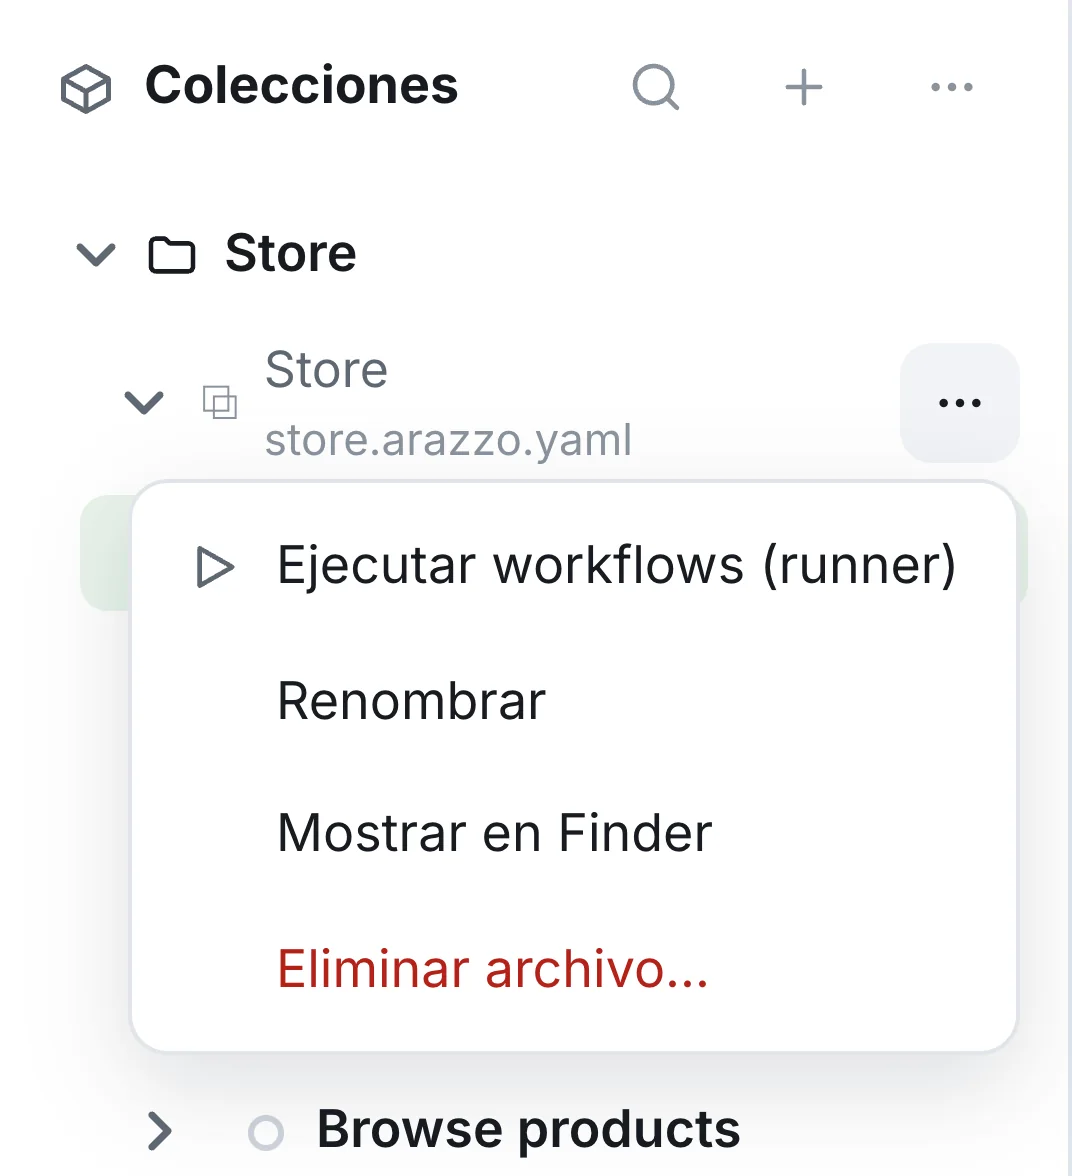 Colecciones
Store
Store
store.arazzo.yaml
Ejecutar workflows (runner)
Renombrar
Mostrar en Finder
Eliminar archivo...
Browse products